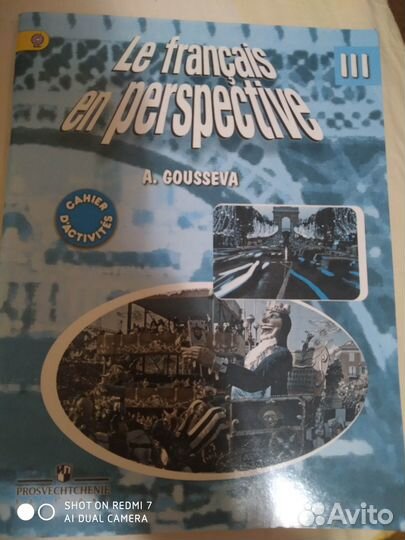 Le français
en perspective
III
A. GOUSSEVA
CAHIER
D'ACTIVITÉS
PROSVECHTCHENIE
SHOT ON REDMI 7
AI DUAL CAMERA
Avito